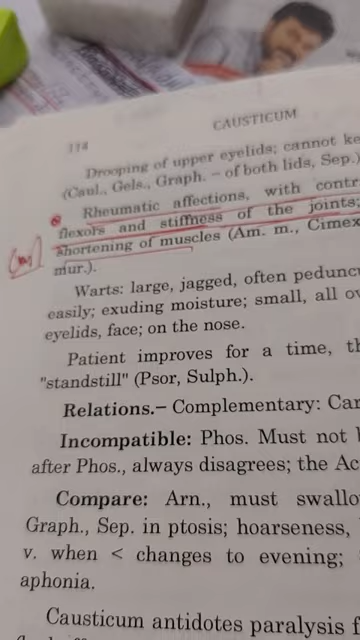 114
CAUSTICUM
Drooping of upper eyelids; cannot ke
(Caul., Gels., Graph. – of both lids, Sep.)
Rheumatic affections, with contr
flexors and stiffness of the joints;
shortening of muscles (Am. m., Cimex
mur.).
Warts: large, jagged, often pedunc
easily; exuding moisture; small, all ov
eyelids, face; on the nose.
Patient improves for a time, th
"standstill" (Psor, Sulph.).
Relations.– Complementary: Car
Incompatible: Phos. Must not b
after Phos., always disagrees; the Ac
Compare: Arn., must swallo
Graph., Sep. in ptosis; hoarseness,
v. when < changes to evening;
aphonia.
Causticum antidotes paralysis f